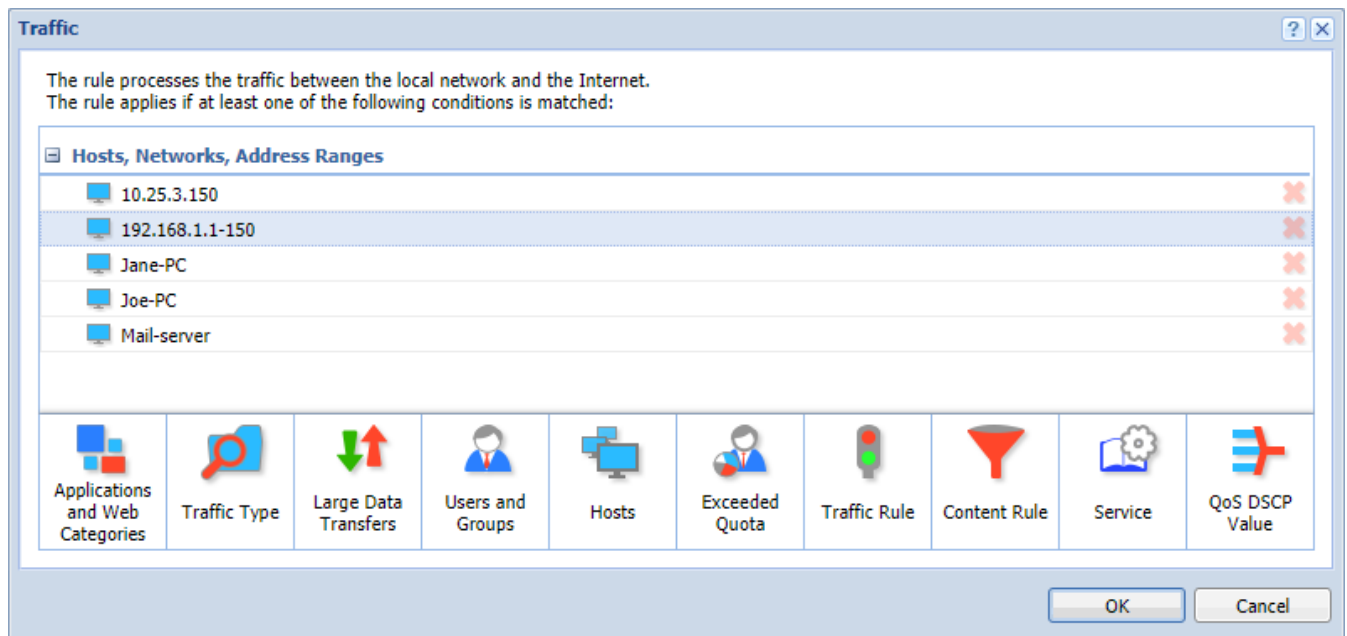 Traffic
The rule processes the traffic between the local network and the Internet.
The rule applies if at least one of the following conditions is matched:
Hosts, Networks, Address Ranges
10.25.3.150
192.168.1.1-150
Jane-PC
Joe-PC
Mail-server
Applications
and Web
Categories
Traffic Type
Large Data
Transfers
Users and
Groups
Hosts
Exceeded
Quota
Traffic Rule
Content Rule
Service
QoS DSCP
Value
OK
Cancel